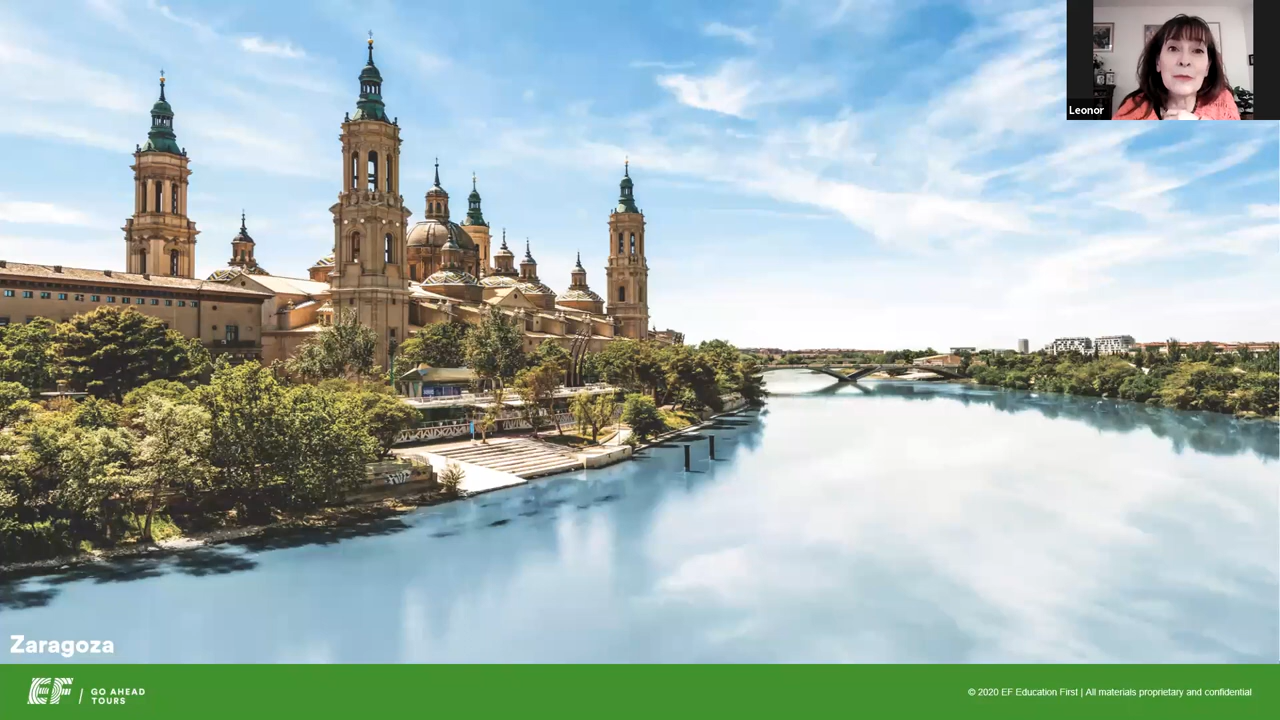 Leonor
Zaragoza
EF
GO AHEAD
TOURS
© 2020 EF Education First | All materials proprietary and confidential